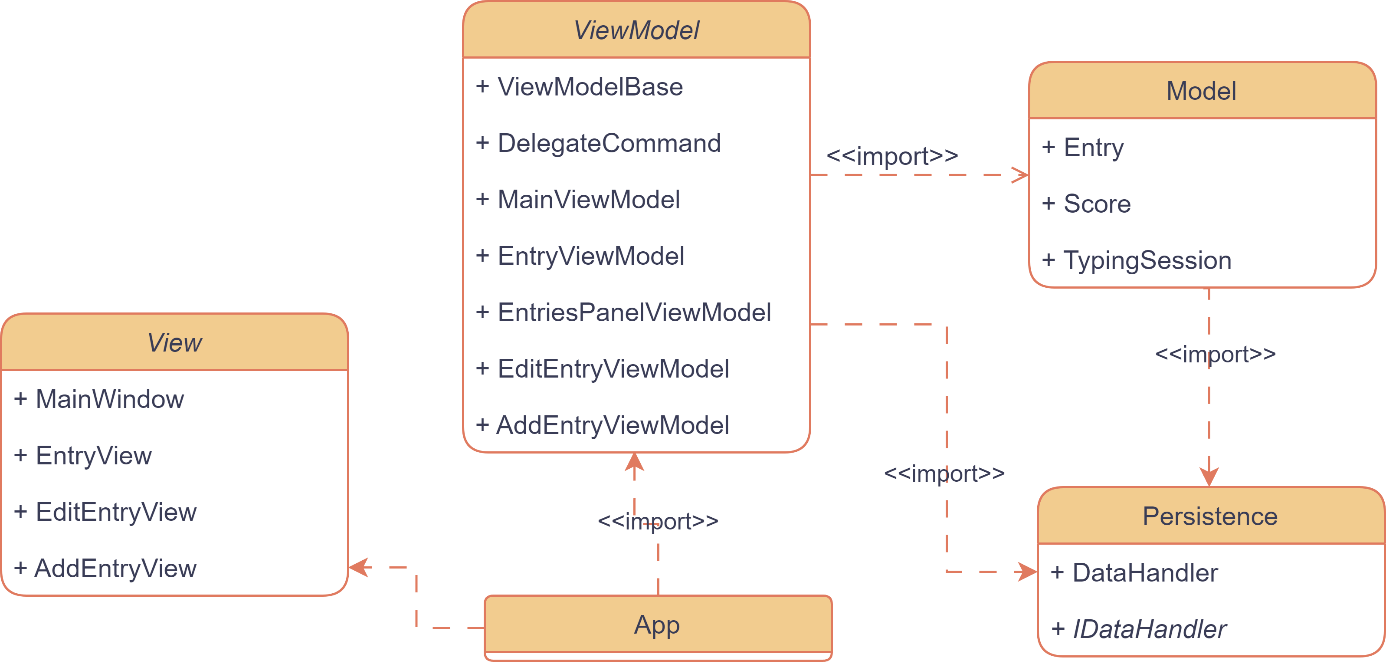 ViewModel
+ ViewModelBase
+ DelegateCommand
+ MainViewModel
+ EntryViewModel
+ EntriesPanelViewModel
+ EditEntryViewModel
+ AddEntryViewModel
<<import>>
Model
+ Entry
+ Score
+ TypingSession
<<import>>
View
+ MainWindow
+ EntryView
+ EditEntryView
+ AddEntryView
<<import>>
<<import>>
App
Persistence
+ DataHandler
+ IDataHandler